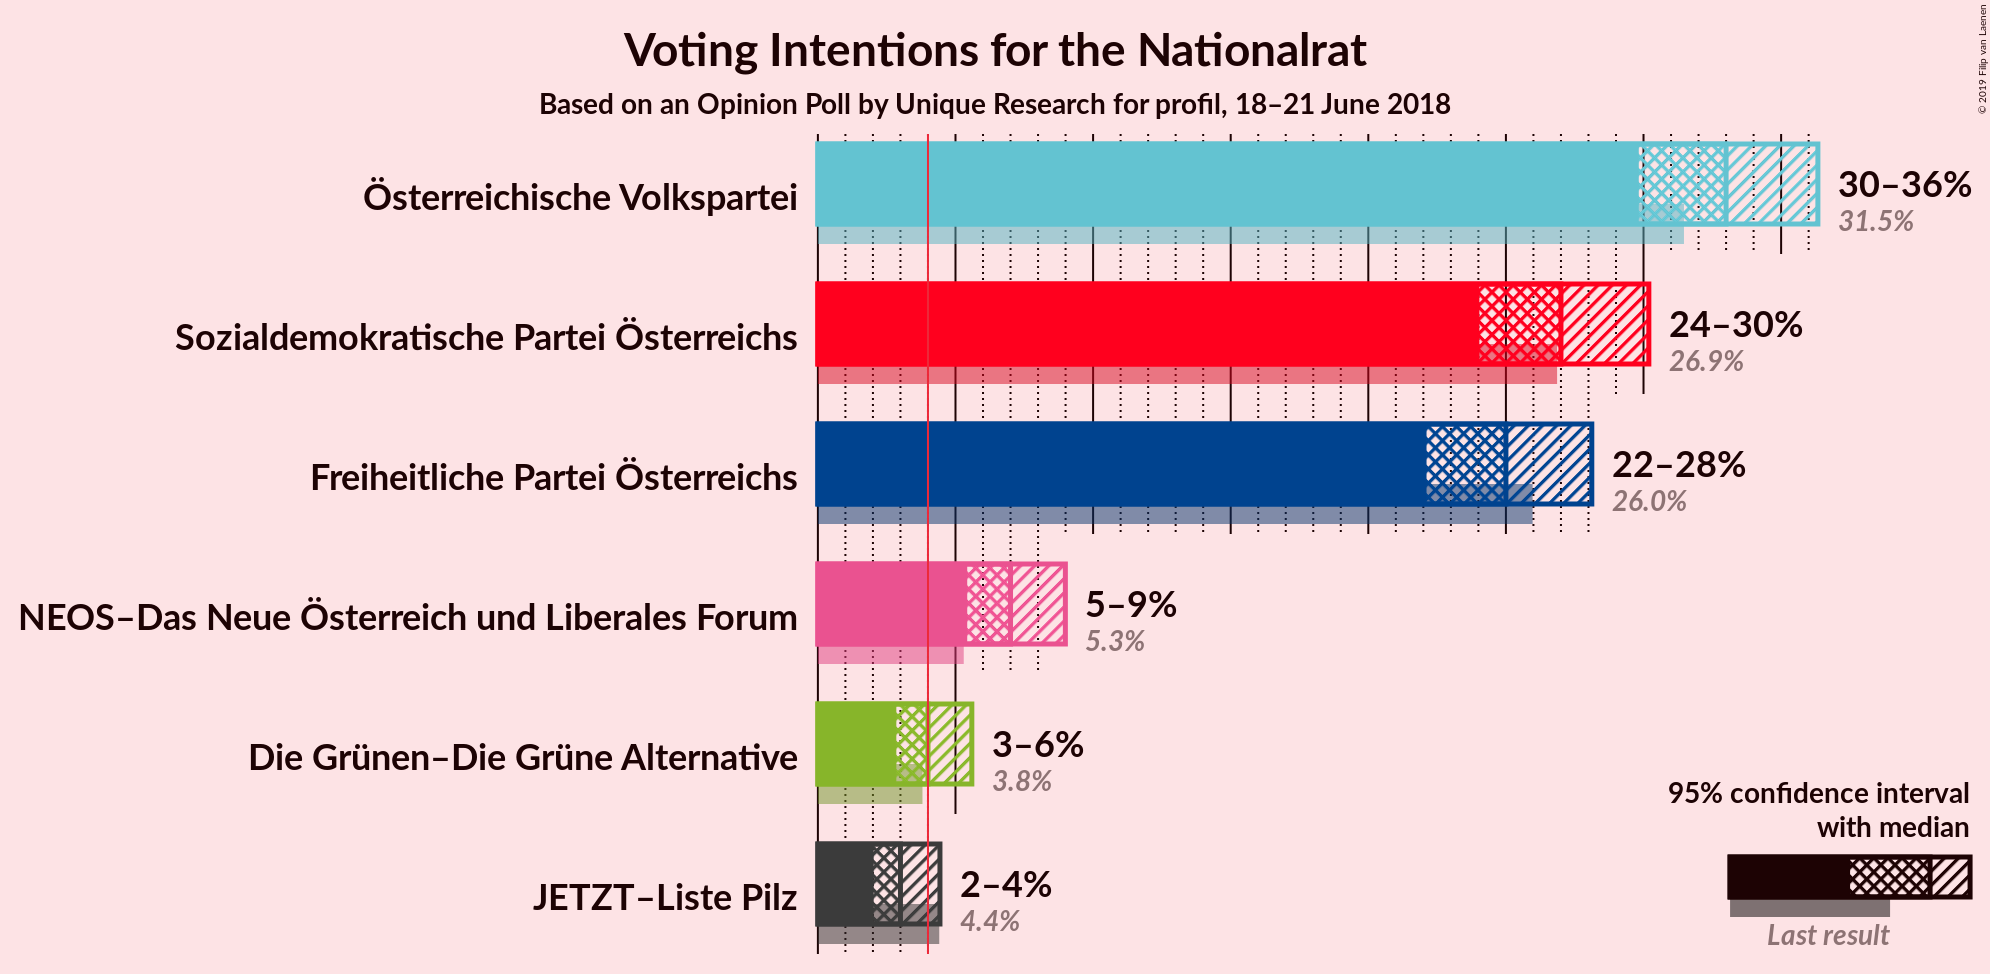 Voting Intentions for the Nationalrat
Based on an Opinion Poll by Unique Research for profil, 18–21 June 2018
© 2019 Filip van Laenen
Österreichische Volkspartei
30–36%
31.5%
Sozialdemokratische Partei Österreichs
24–30%
26.9%
Freiheitliche Partei Österreichs
22–28%
26.0%
NEOS–Das Neue Österreich und Liberales Forum
5–9%
5.3%
Die Grünen–Die Grüne Alternative
3–6%
3.8%
JETZT–Liste Pilz
2–4%
4.4%
95% confidence interval
with median
Last result